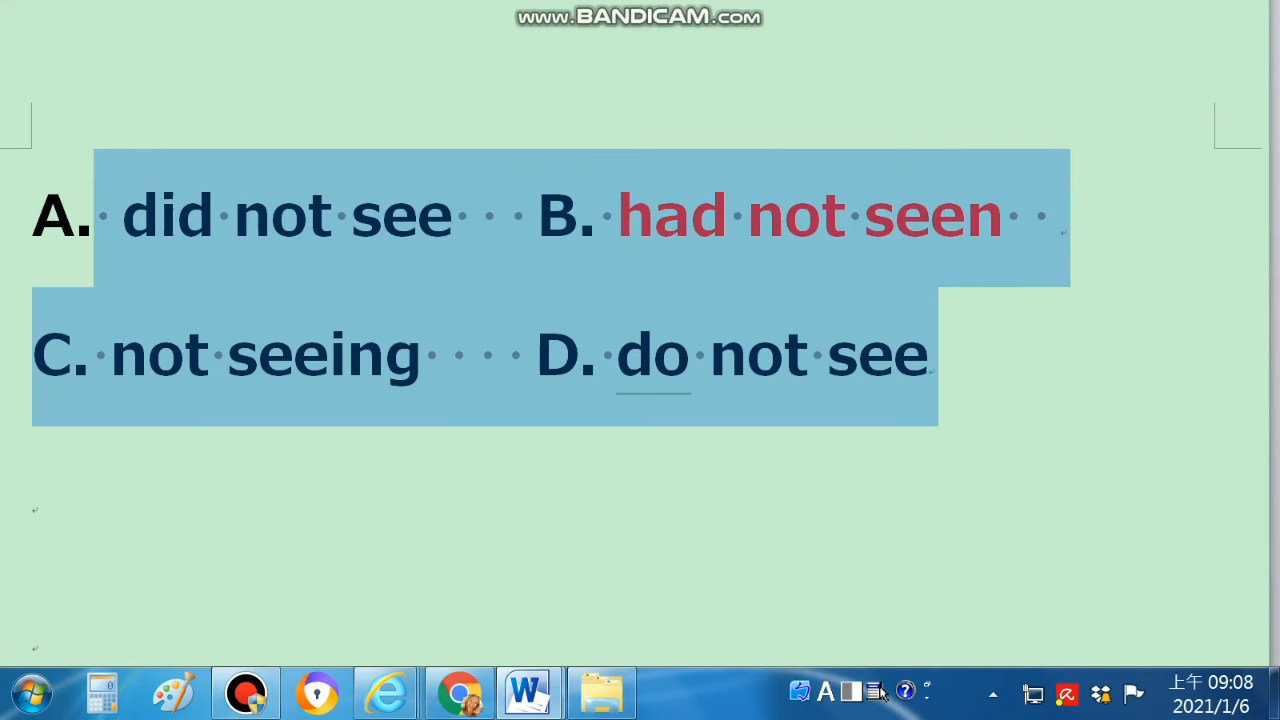 www.BANDICAM.com
A. did not see B. had not seen
C. not seeing D. do not see
上午 09:08
2021/1/6